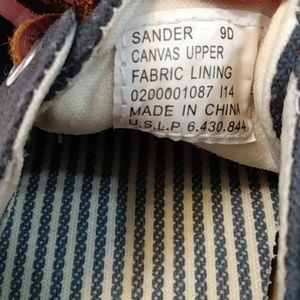 SANDER 9D
CANVAS UPPER
FABRIC LINING
0200001087 I14
MADE IN CHINA
U.S.L.P 6.430.844